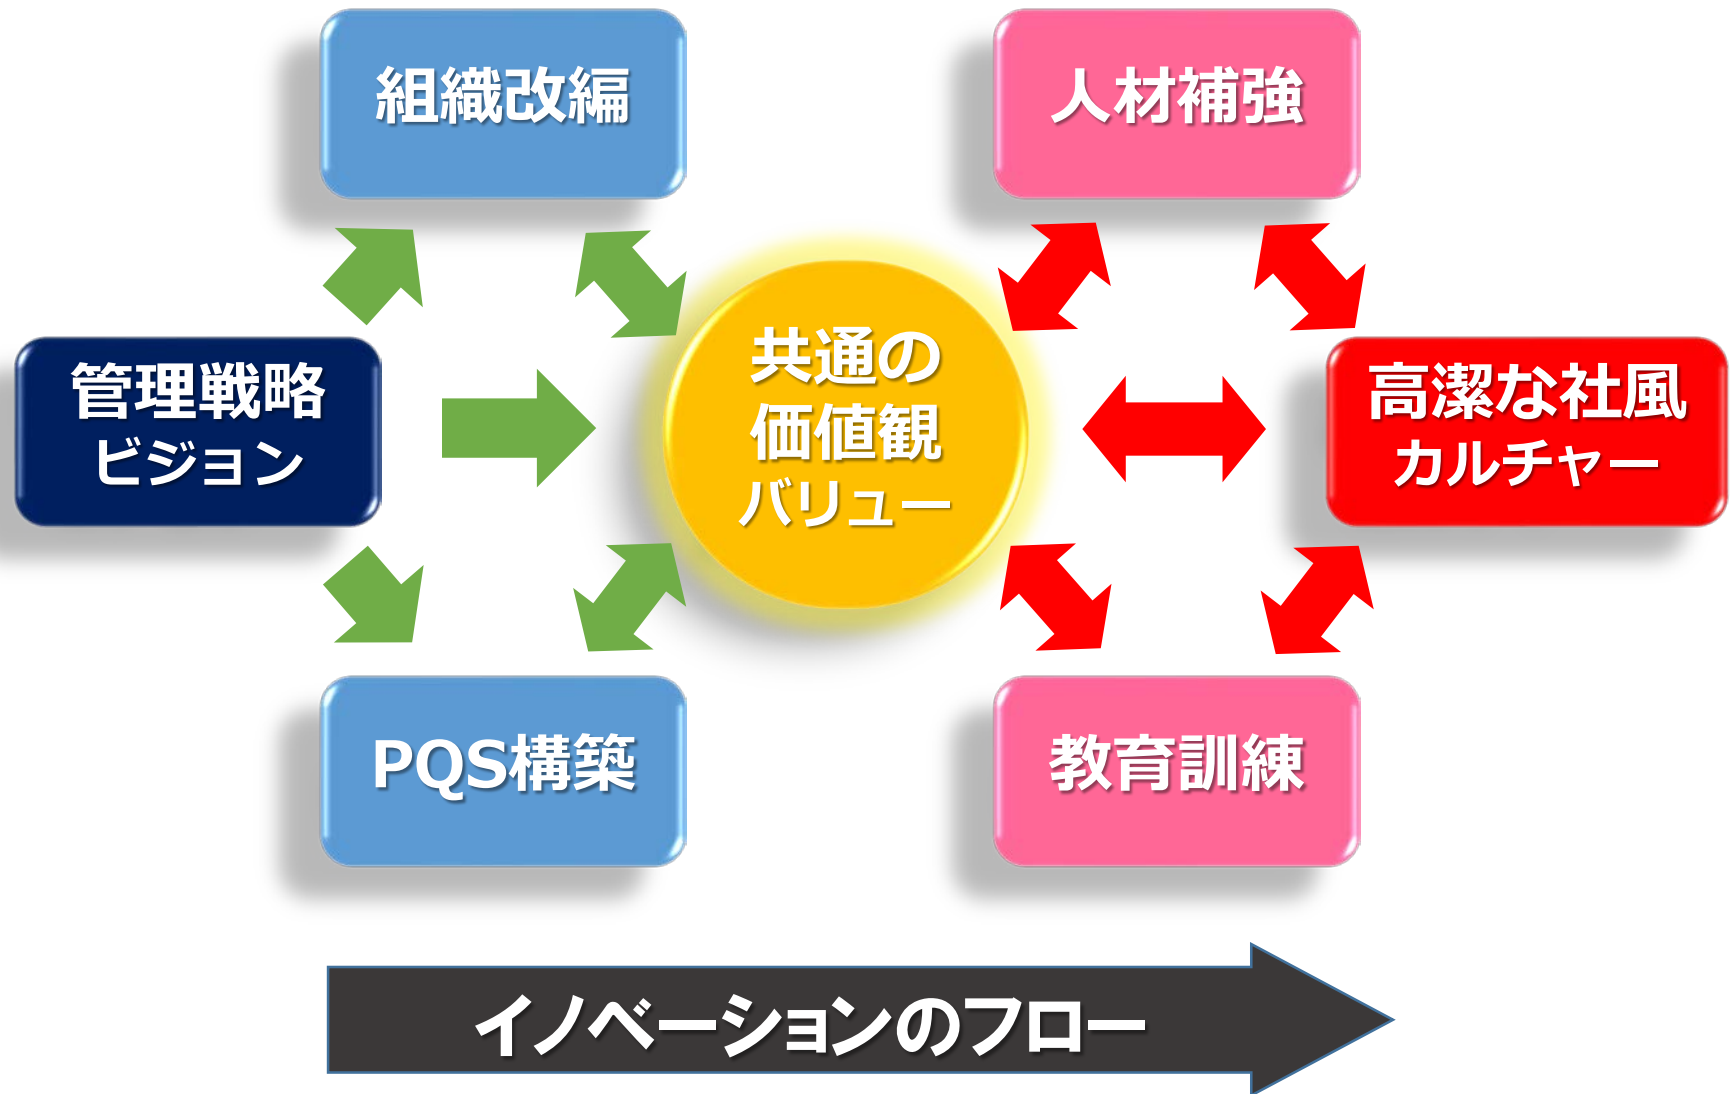 組織改編
人材補強
管理戦略
ビジョン
共通の
価値観
バリュー
高潔な社風
カルチャー
PQS構築
教育訓練
イノベーションのフロー